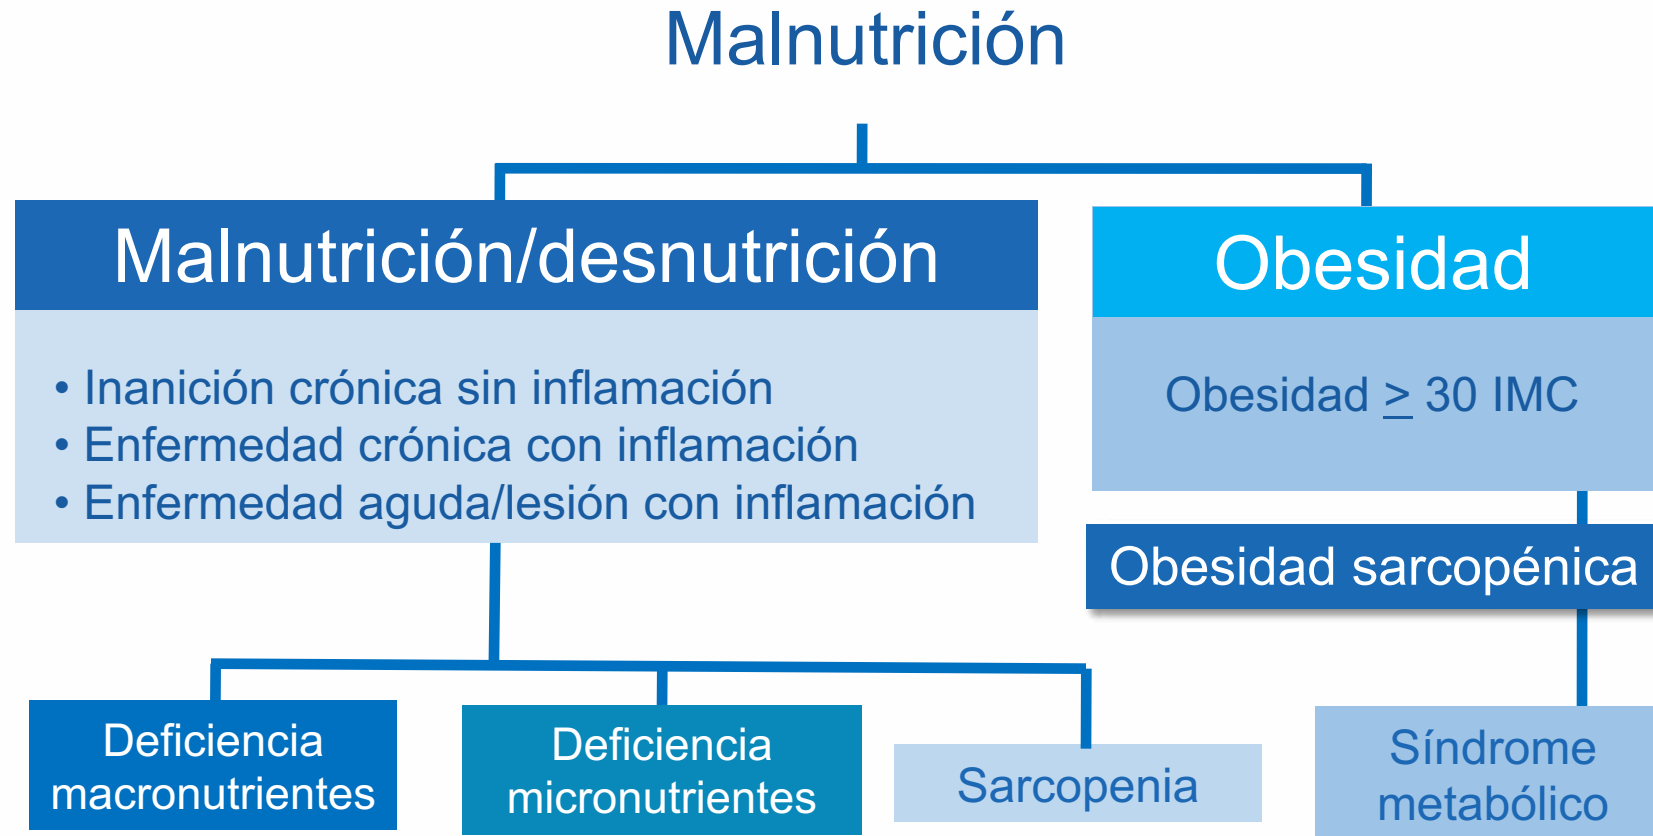 Malnutrición
Malnutrición/desnutrición
• Inanición crónica sin inflamación
• Enfermedad crónica con inflamación
• Enfermedad aguda/lesión con inflamación
Obesidad
Obesidad ≥ 30 IMC
Obesidad sarcopénica
Deficiencia
macronutrientes
Deficiencia
micronutrientes
Sarcopenia
Síndrome
metabólico